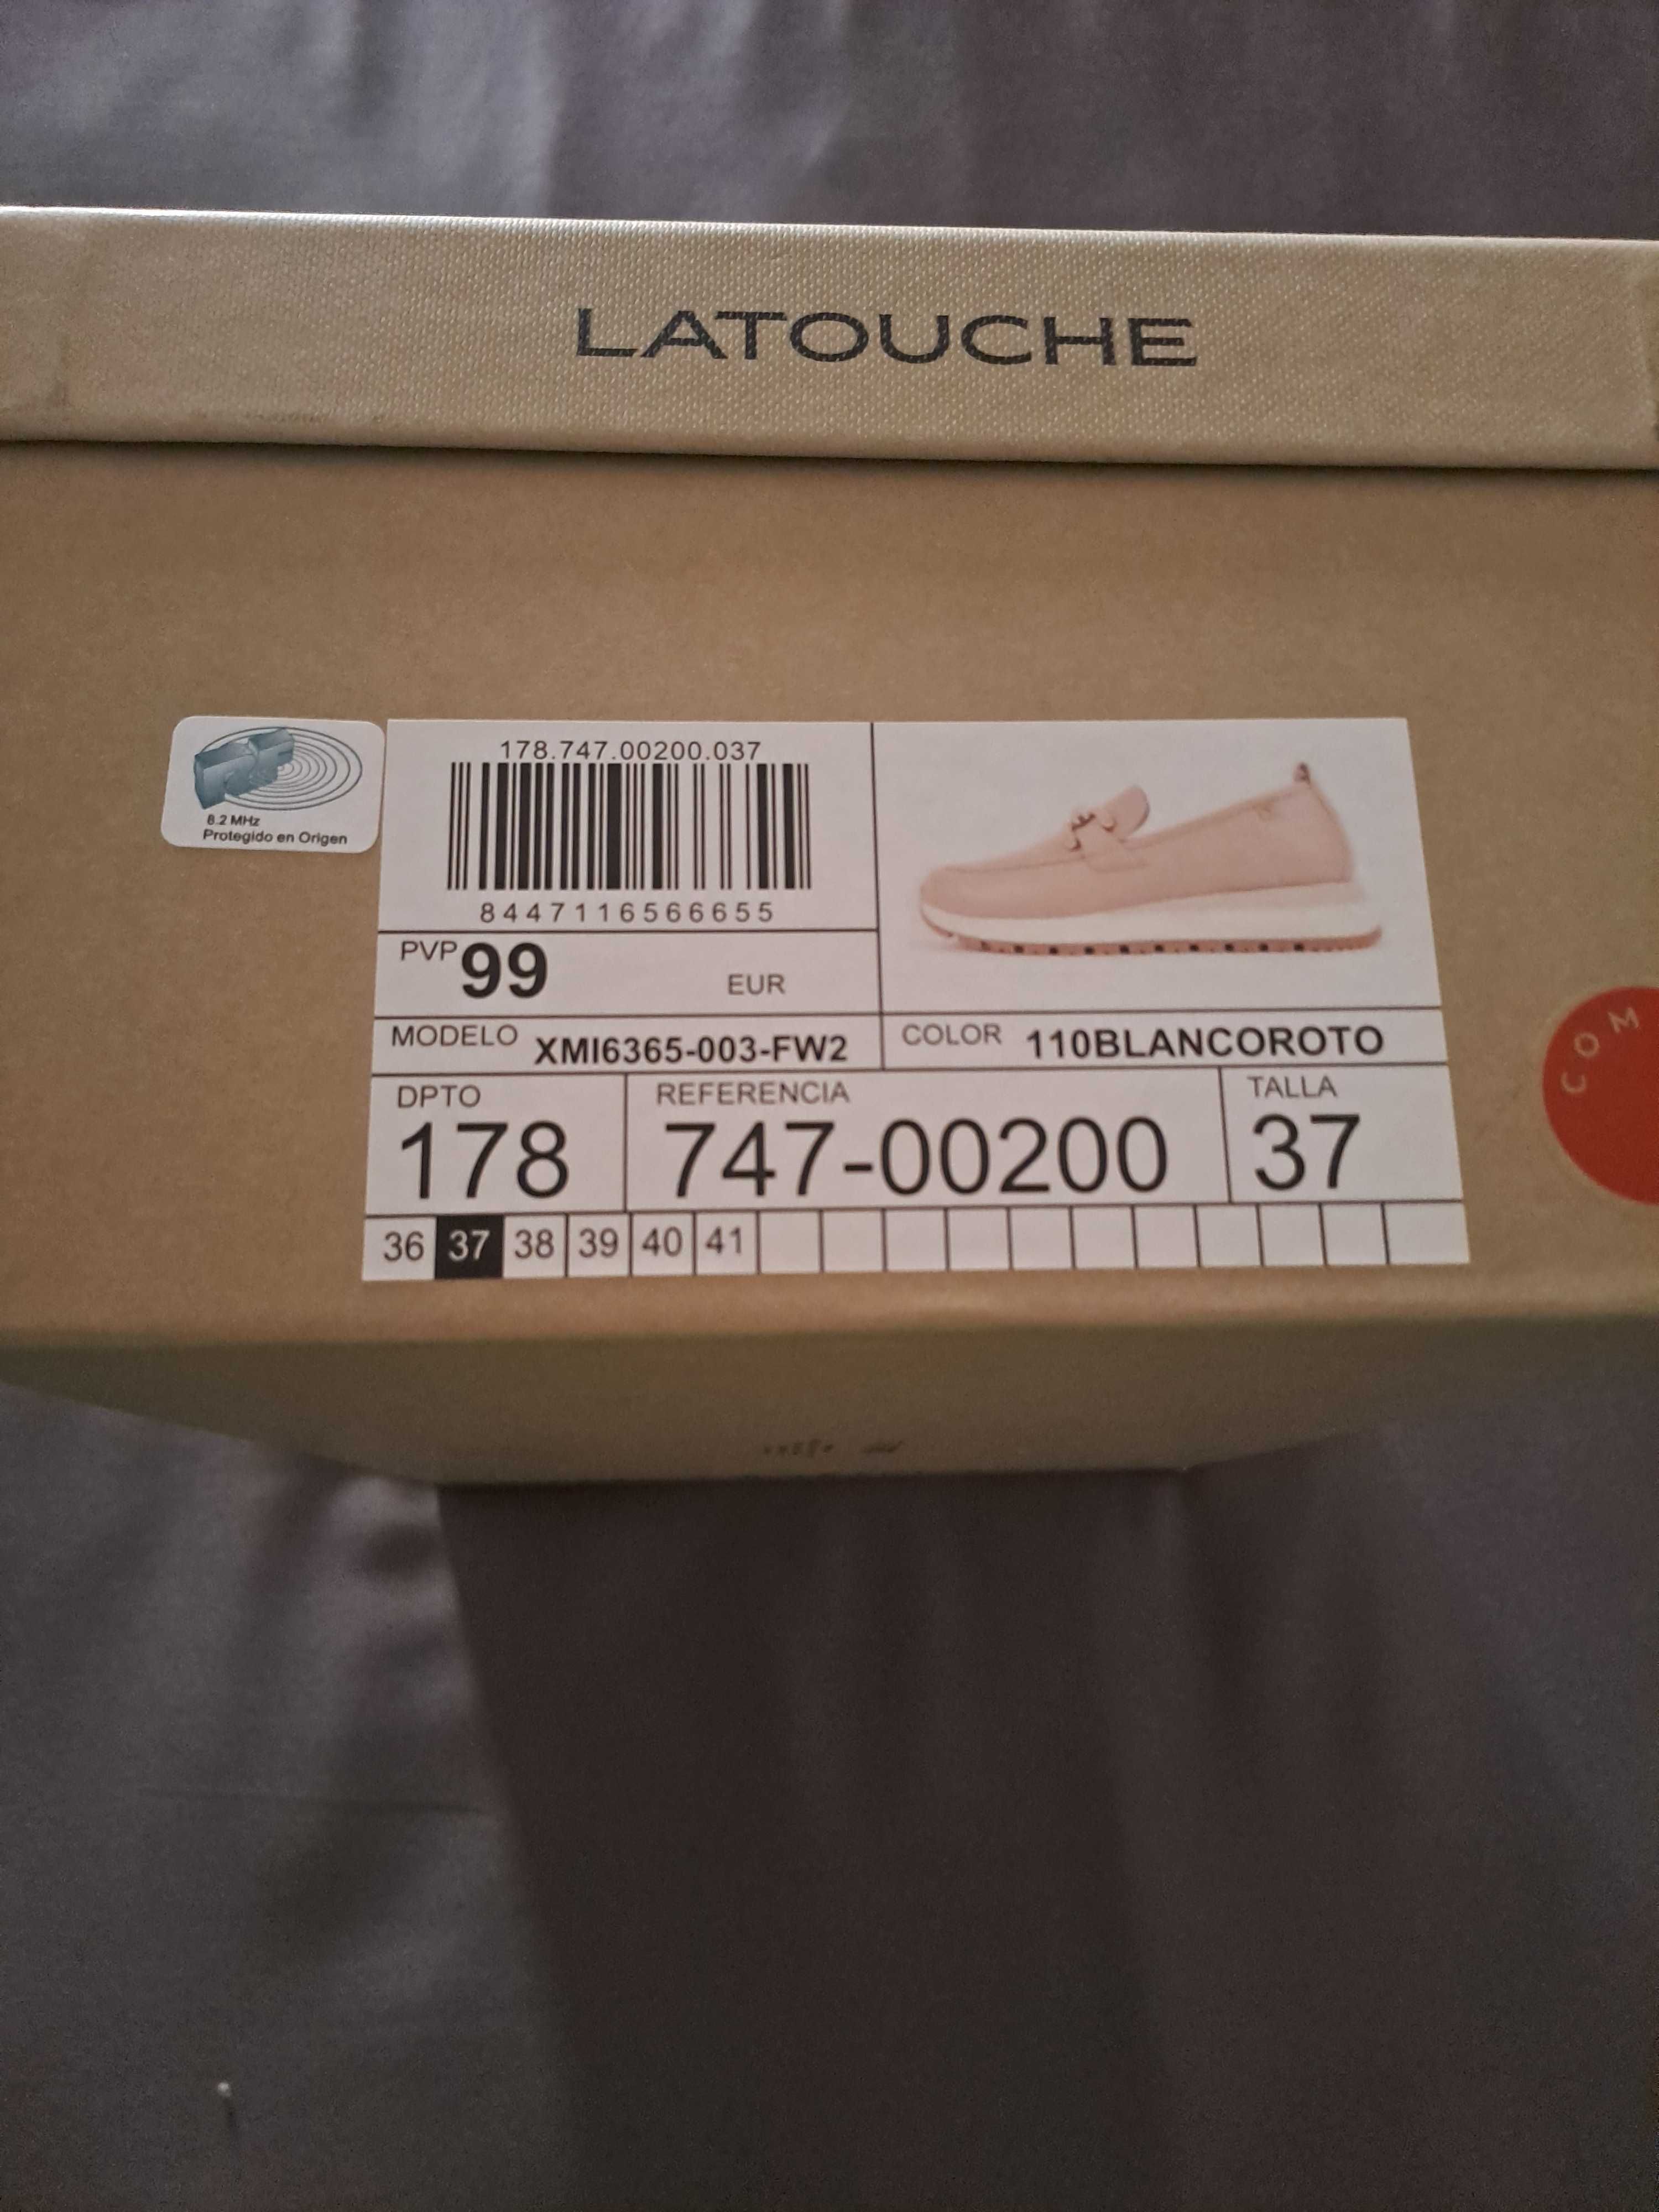 LATOUCHE
8.2 MHz
Protegido en Origen
178.747.00200.037
8447116566655
PVP 99 EUR
MODELO XMI6365-003-FW2
COLOR 110BLANCOROTO
DPTO REFERENCIA TALLA
178 747-00200 37
36 37 38 39 40 41
COM